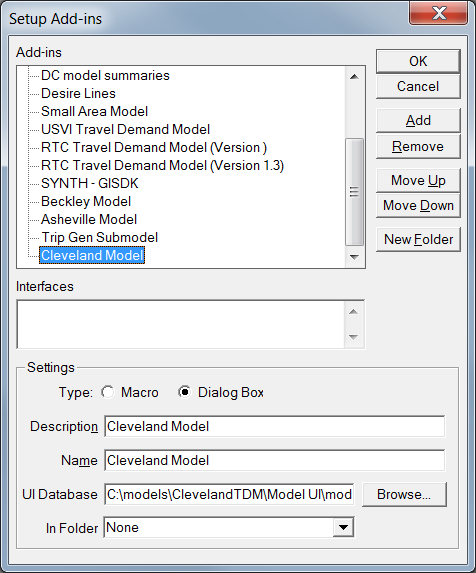 Setup Add-ins
Add-ins
DC model summaries
Desire Lines
Small Area Model
USVI Travel Demand Model
RTC Travel Demand Model (Version )
RTC Travel Demand Model (Version 1.3)
SYNTH - GISDK
Beckley Model
Asheville Model
Trip Gen Submodel
Cleveland Model
OK
Cancel
Add
Remove
Move Up
Move Down
New Folder
Interfaces
Settings
Type: Macro Dialog Box
Description Cleveland Model
Name Cleveland Model
UI Database C:\models\ClevelandTDM\Model UI\mod Browse...
In Folder None